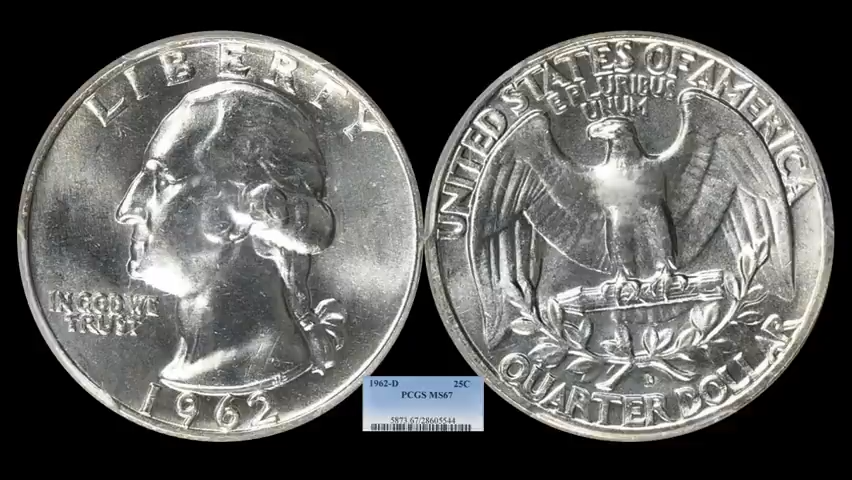 LIBERTY
IN GOD WE
TRUST
1962
UNITED STATES OF AMERICA
E PLURIBUS
UNUM
D
QUARTER DOLLAR
1962-D 25C
PCGS MS67
5873.67/28605544